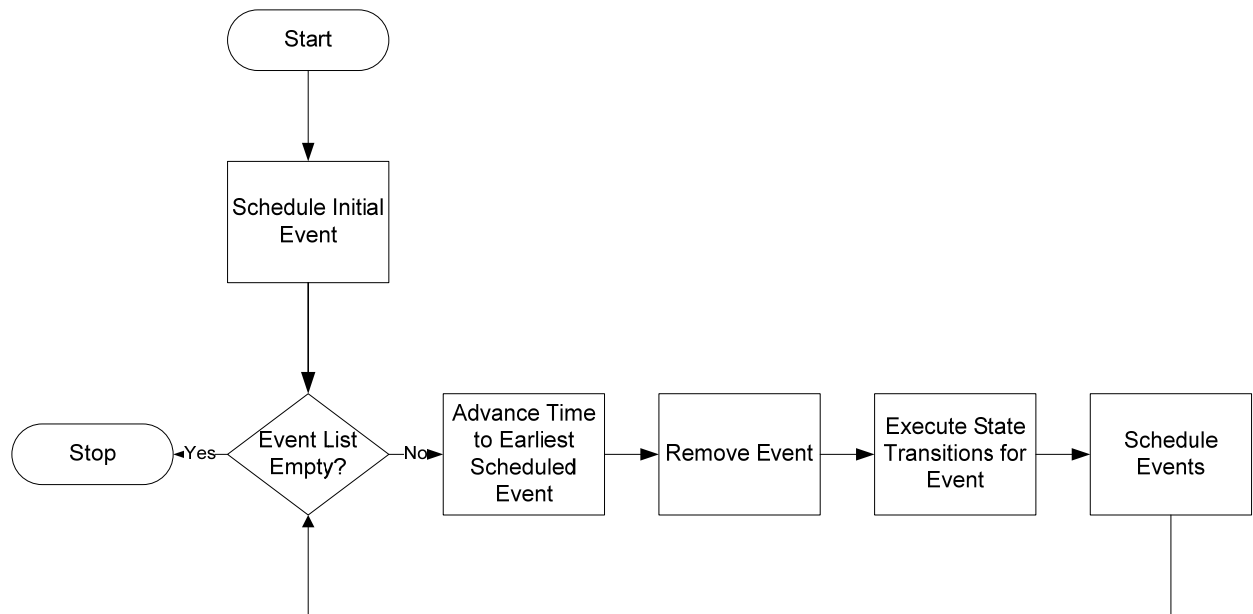 Start
Schedule Initial
Event
Event List
Empty?
Yes
Stop
No
Advance Time
to Earliest
Scheduled
Event
Remove Event
Execute State
Transitions for
Event
Schedule
Events